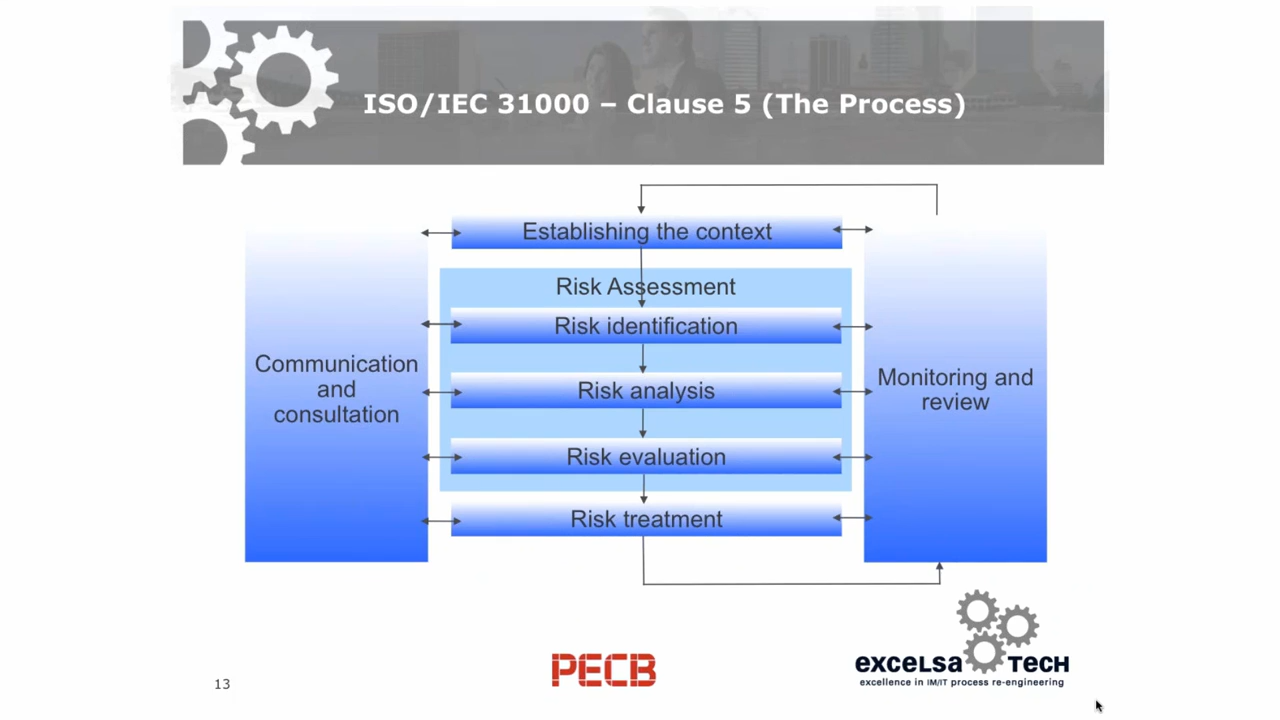 ISO/IEC 31000 – Clause 5 (The Process)
Establishing the context
Risk Assessment
Risk identification
Risk analysis
Risk evaluation
Risk treatment
Communication
and
consultation
Monitoring and
review
13
PECB
EXCELSA TECH
excellence in IM/IT process re-engineering